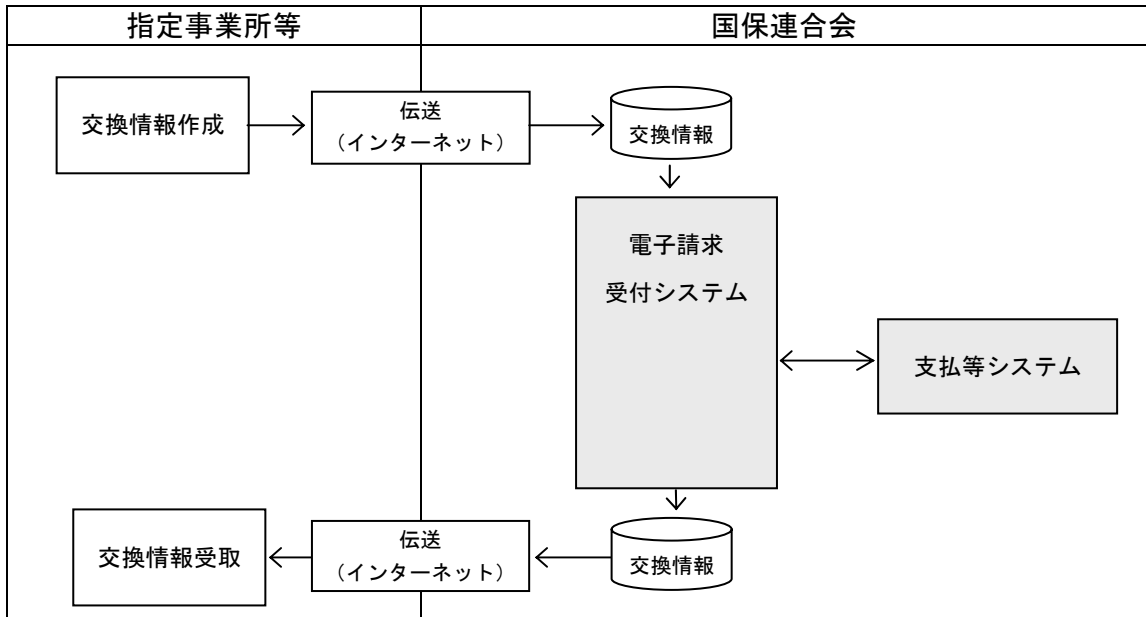 指定事業所等
国保連合会
交換情報作成
伝送
（インターネット）
交換情報
電子請求
受付システム
支払等システム
交換情報受取
伝送
（インターネット）
交換情報